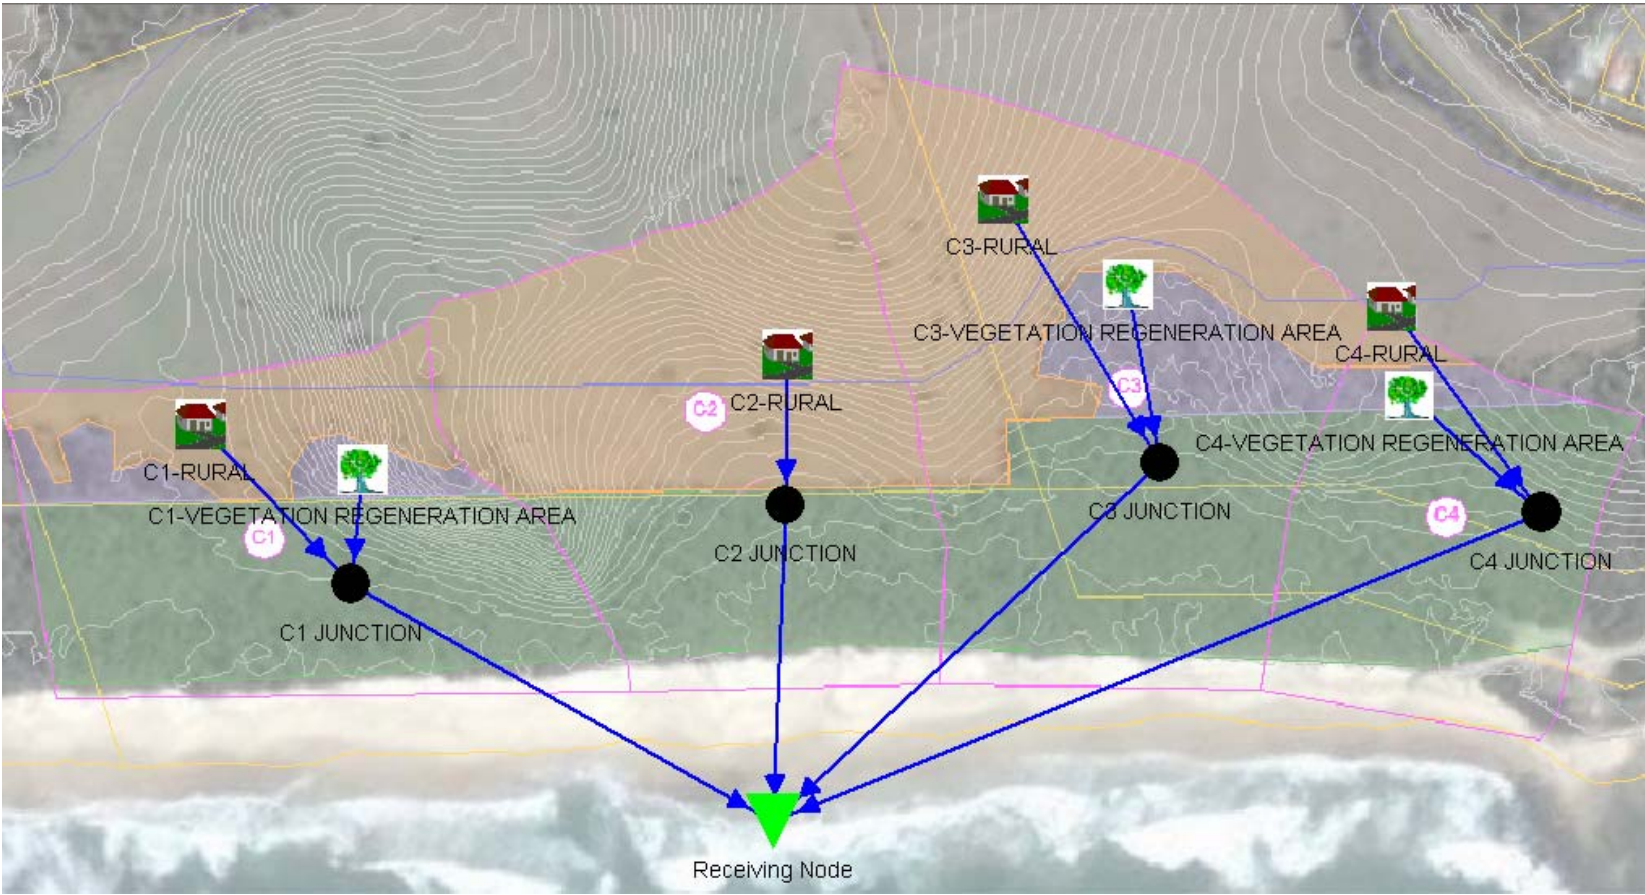 C3-RURAL
C3-VEGETATION REGENERATION AREA
C4-RURAL
C3
C2
C2-RURAL
C4-VEGETATION REGENERATION AREA
C1-RURAL
C1-VEGETATION REGENERATION AREA
C3 JUNCTION
C4
C1
C2 JUNCTION
C4 JUNCTION
C1 JUNCTION
Receiving Node